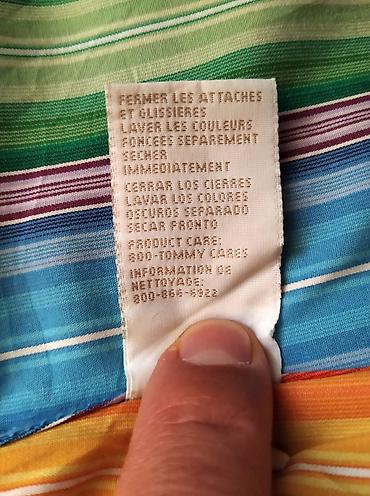 FERMER LES ATTACHES
ET GLISSIERES
LAVER LES COULEURS
FONCEES SEPAREMENT
SECHER
IMMEDIATEMENT
CERRAR LOS CIERRES
LAVAR LOS COLORES
OSCUROS SEPARADO
SECAR PRONTO
PRODUCT CARE:
800-TOMMY CARES
INFORMATION DE
NETTOYAGE:
800-866-6922